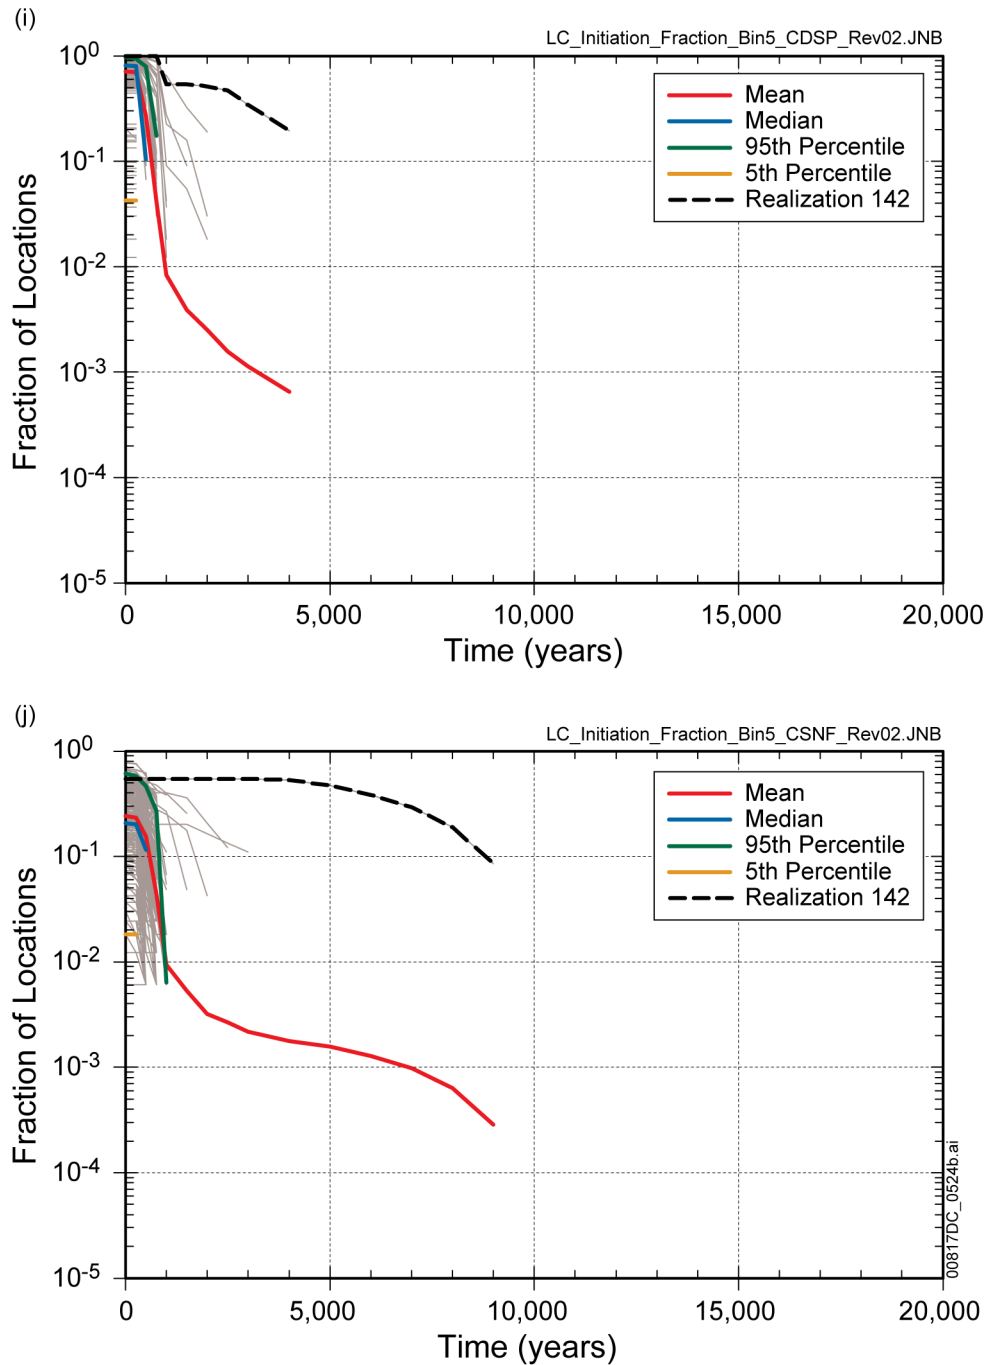 (i)
LC_Initiation_Fraction_Bin5_CDSP_Rev02.JNB
10^0
10^-1
10^-2
10^-3
10^-4
10^-5
Fraction of Locations
Mean
Median
95th Percentile
5th Percentile
Realization 142
0 5,000 10,000 15,000 20,000
Time (years)
(j)
LC_Initiation_Fraction_Bin5_CSNF_Rev02.JNB
10^0
10^-1
10^-2
10^-3
10^-4
10^-5
Fraction of Locations
Mean
Median
95th Percentile
5th Percentile
Realization 142
00817DC_0524b.ai
0 5,000 10,000 15,000 20,000
Time (years)